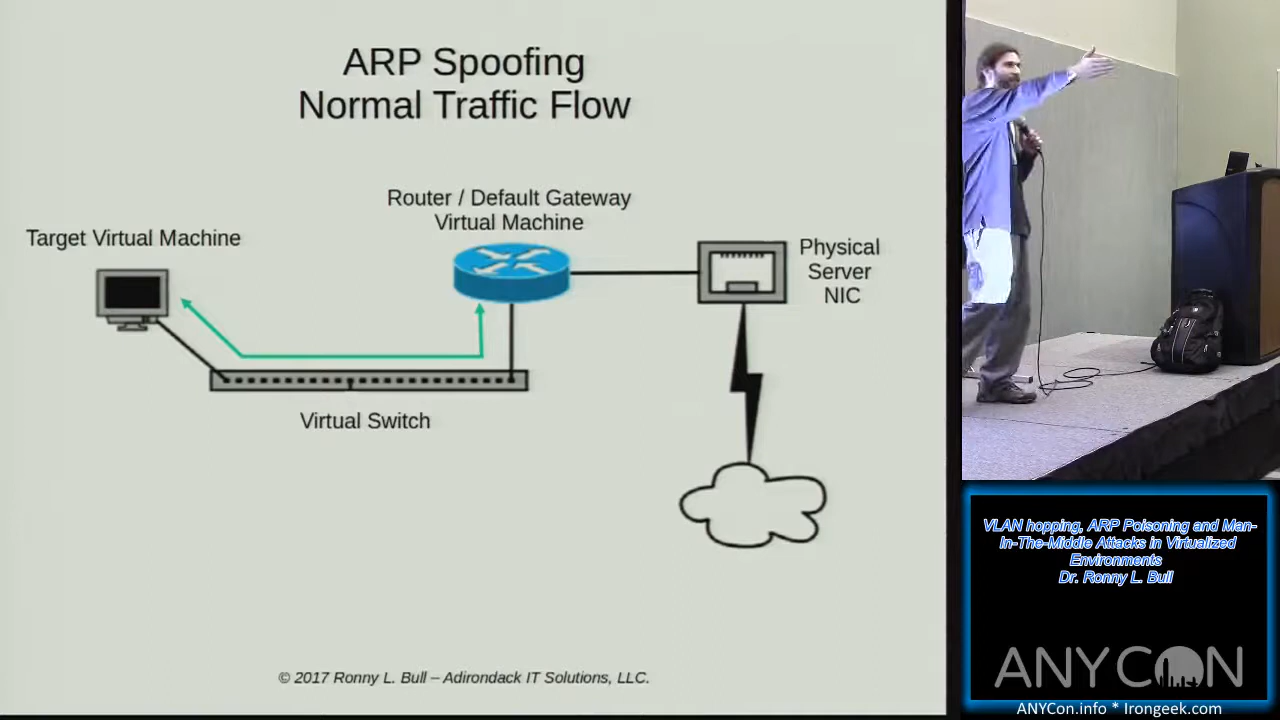 ARP Spoofing
Normal Traffic Flow
Router / Default Gateway
Virtual Machine
Target Virtual Machine
Physical
Server
NIC
Virtual Switch
© 2017 Ronny L. Bull – Adirondack IT Solutions, LLC.
VLAN hopping, ARP Poisoning and Man-
In-The-Middle Attacks in Virtualized
Environments
Dr. Ronny L. Bull
ANYCON
ANYCon.info * Irongeek.com